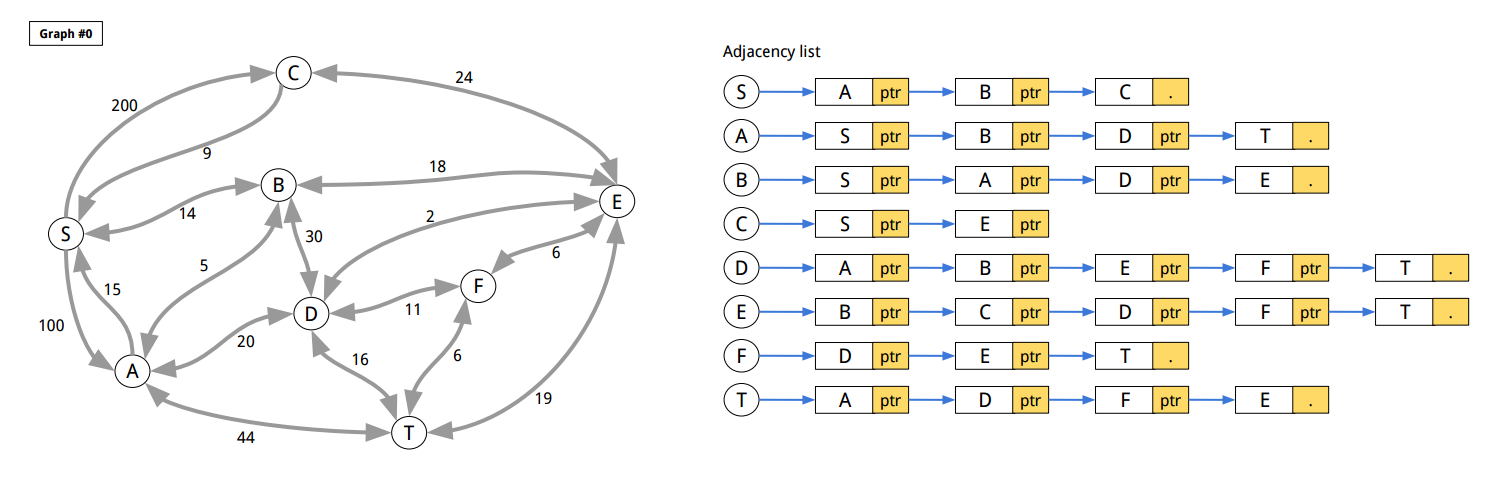 Graph #0
C
24
200
9
B
18
14
S
E
2
30
5
6
15
F
D
11
100
20
16
6
A
19
T
44
Adjacency list
S A ptr B ptr C .
A S ptr B ptr D ptr T .
B S ptr A ptr D ptr E .
C S ptr E ptr
D A ptr B ptr E ptr F ptr T .
E B ptr C ptr D ptr F ptr T .
F D ptr E ptr T .
T A ptr D ptr F ptr E .